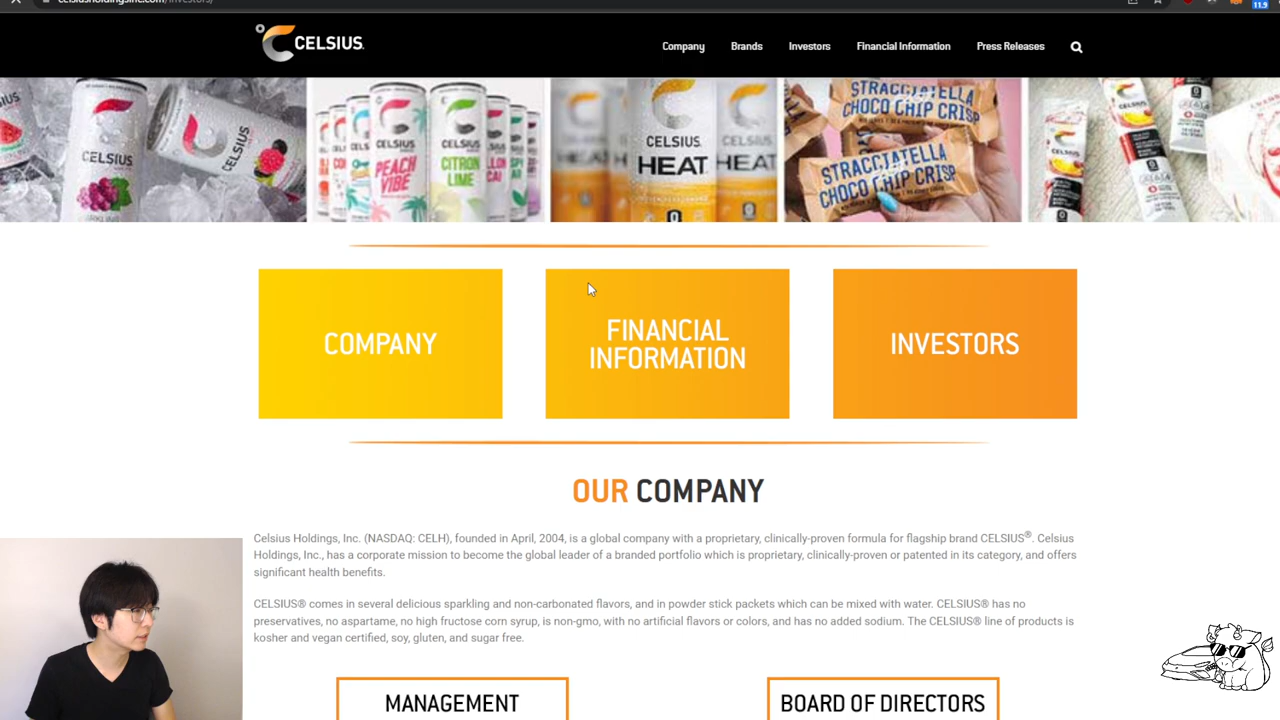 celsiusholdingsinc.com/investors/
11.9
CELSIUS.
Company
Brands
Investors
Financial Information
Press Releases
CELSIUS
CELSIUS
PEACH
VIBE
CITRON
LIME
CELSIUS
HEAT
HEAT
STRACCIATELLA
CHOCO CHIP CRISP
STRACCIATELLA
CHOCO CHIP CRISP
COMPANY
FINANCIAL
INFORMATION
INVESTORS
OUR COMPANY
Celsius Holdings, Inc. (NASDAQ: CELH), founded in April, 2004, is a global company with a proprietary, clinically-proven formula for flagship brand CELSIUS®. Celsius
Holdings, Inc., has a corporate mission to become the global leader of a branded portfolio which is proprietary, clinically-proven or patented in its category, and offers
significant health benefits.
CELSIUS® comes in several delicious sparkling and non-carbonated flavors, and in powder stick packets which can be mixed with water. CELSIUS® has no
preservatives, no aspartame, no high fructose corn syrup, is non-gmo, with no artificial flavors or colors, and has no added sodium. The CELSIUS® line of products is
kosher and vegan certified, soy, gluten, and sugar free.
MANAGEMENT
BOARD OF DIRECTORS